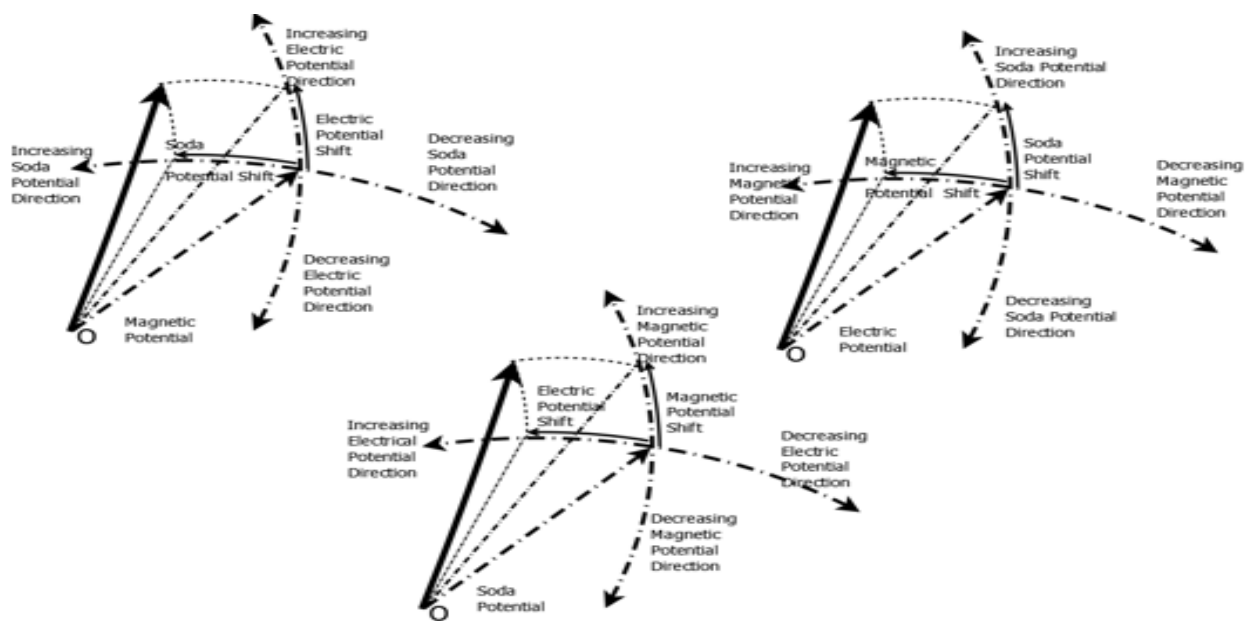 Increasing
Electric
Potential
Direction
Electric
Potential
Shift
Soda
Potential Shift
Increasing
Soda
Potential
Direction
Decreasing
Soda
Potential
Direction
Decreasing
Electric
Potential
Direction
Magnetic
Potential
O
Increasing
Soda Potential
Direction
Soda
Potential
Shift
Magnetic
Potential Shift
Increasing
Magnetic
Potential
Direction
Decreasing
Magnetic
Potential
Direction
Decreasing
Soda Potential
Direction
Electric
Potential
O
Increasing
Magnetic
Potential
Direction
Electric
Potential
Shift
Magnetic
Potential
Shift
Increasing
Electrical
Potential
Direction
Decreasing
Electric
Potential
Direction
Decreasing
Magnetic
Potential
Direction
Soda
Potential
O